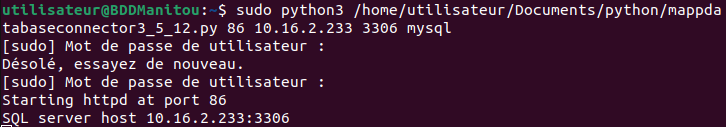 utilisateur@BDDManitou:~$ sudo python3 /home/utilisateur/Documents/python/mappda
tabaseconnector3_5_12.py 86 10.16.2.233 3306 mysql
[sudo] Mot de passe de utilisateur :
Désolé, essayez de nouveau.
[sudo] Mot de passe de utilisateur :
Starting httpd at port 86
SQL server host 10.16.2.233:3306